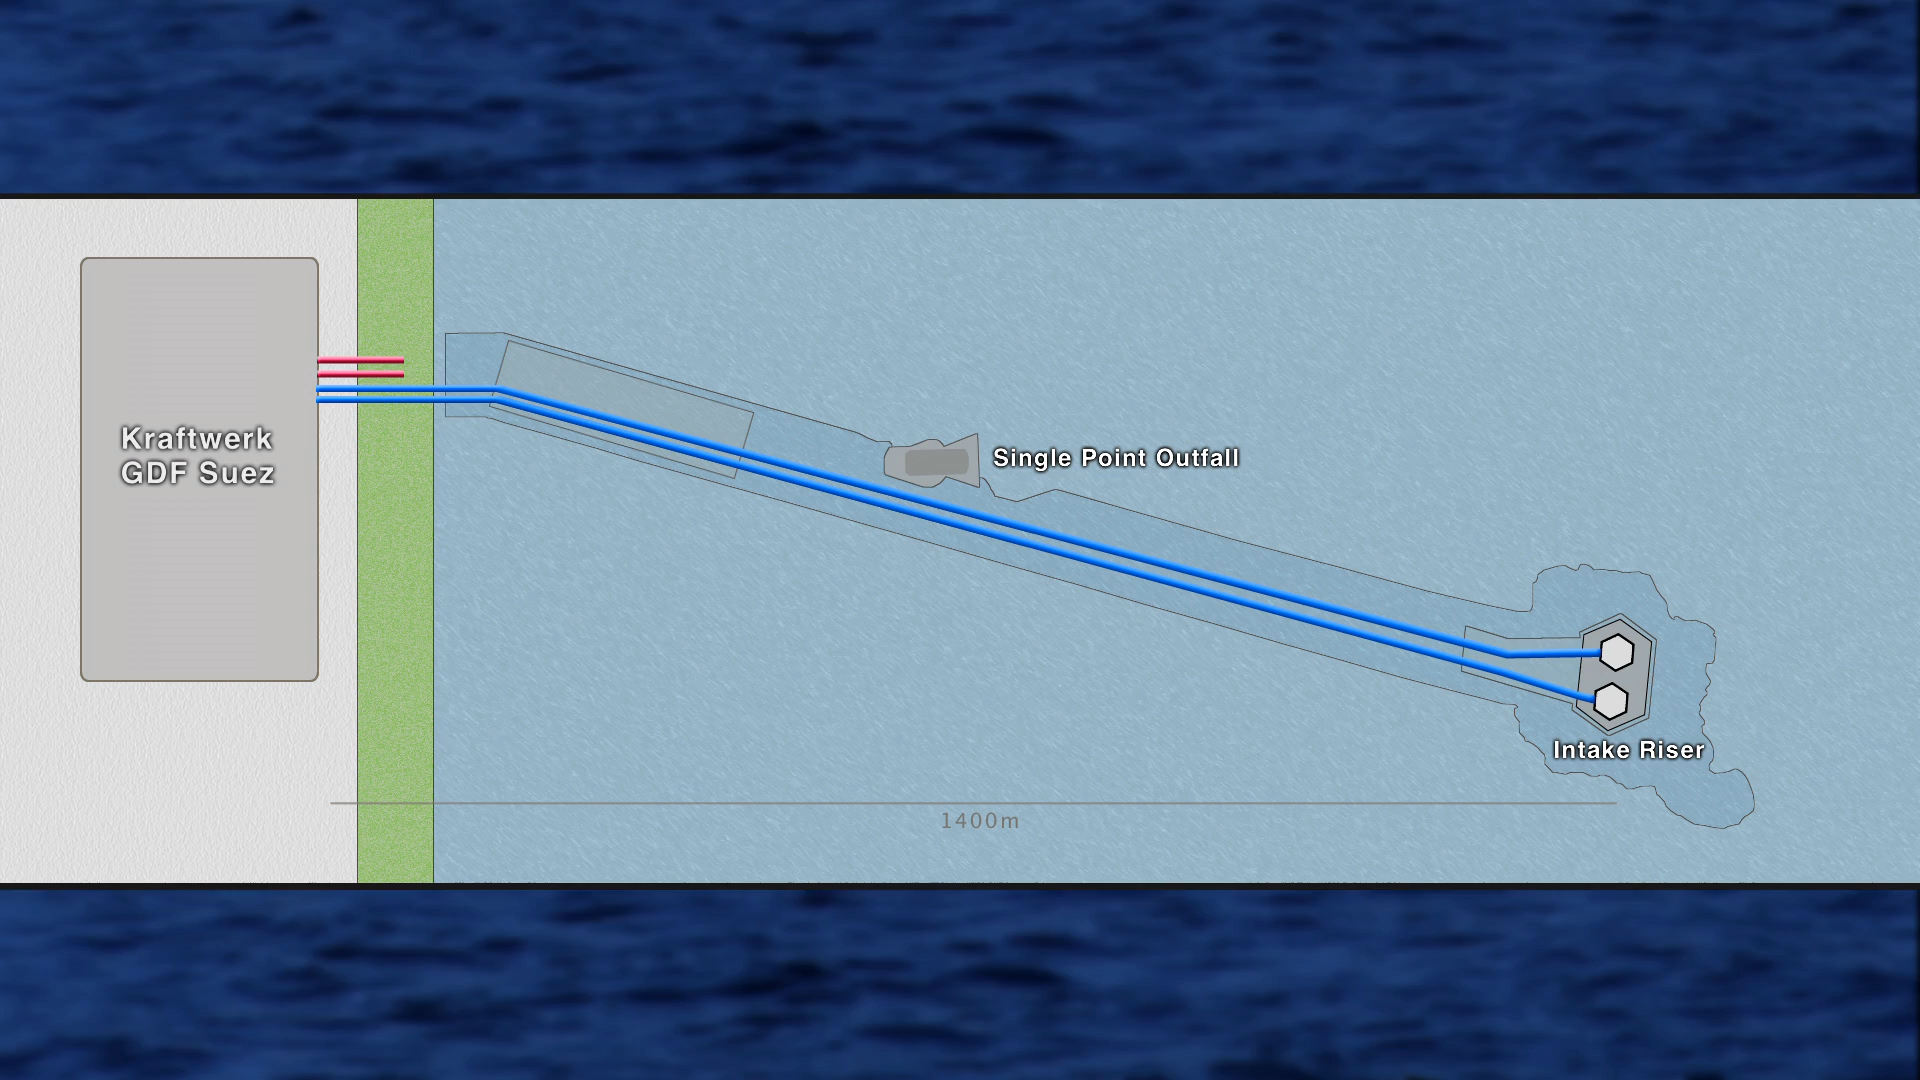 Kraftwerk
GDF Suez
Single Point Outfall
Intake Riser
1400m